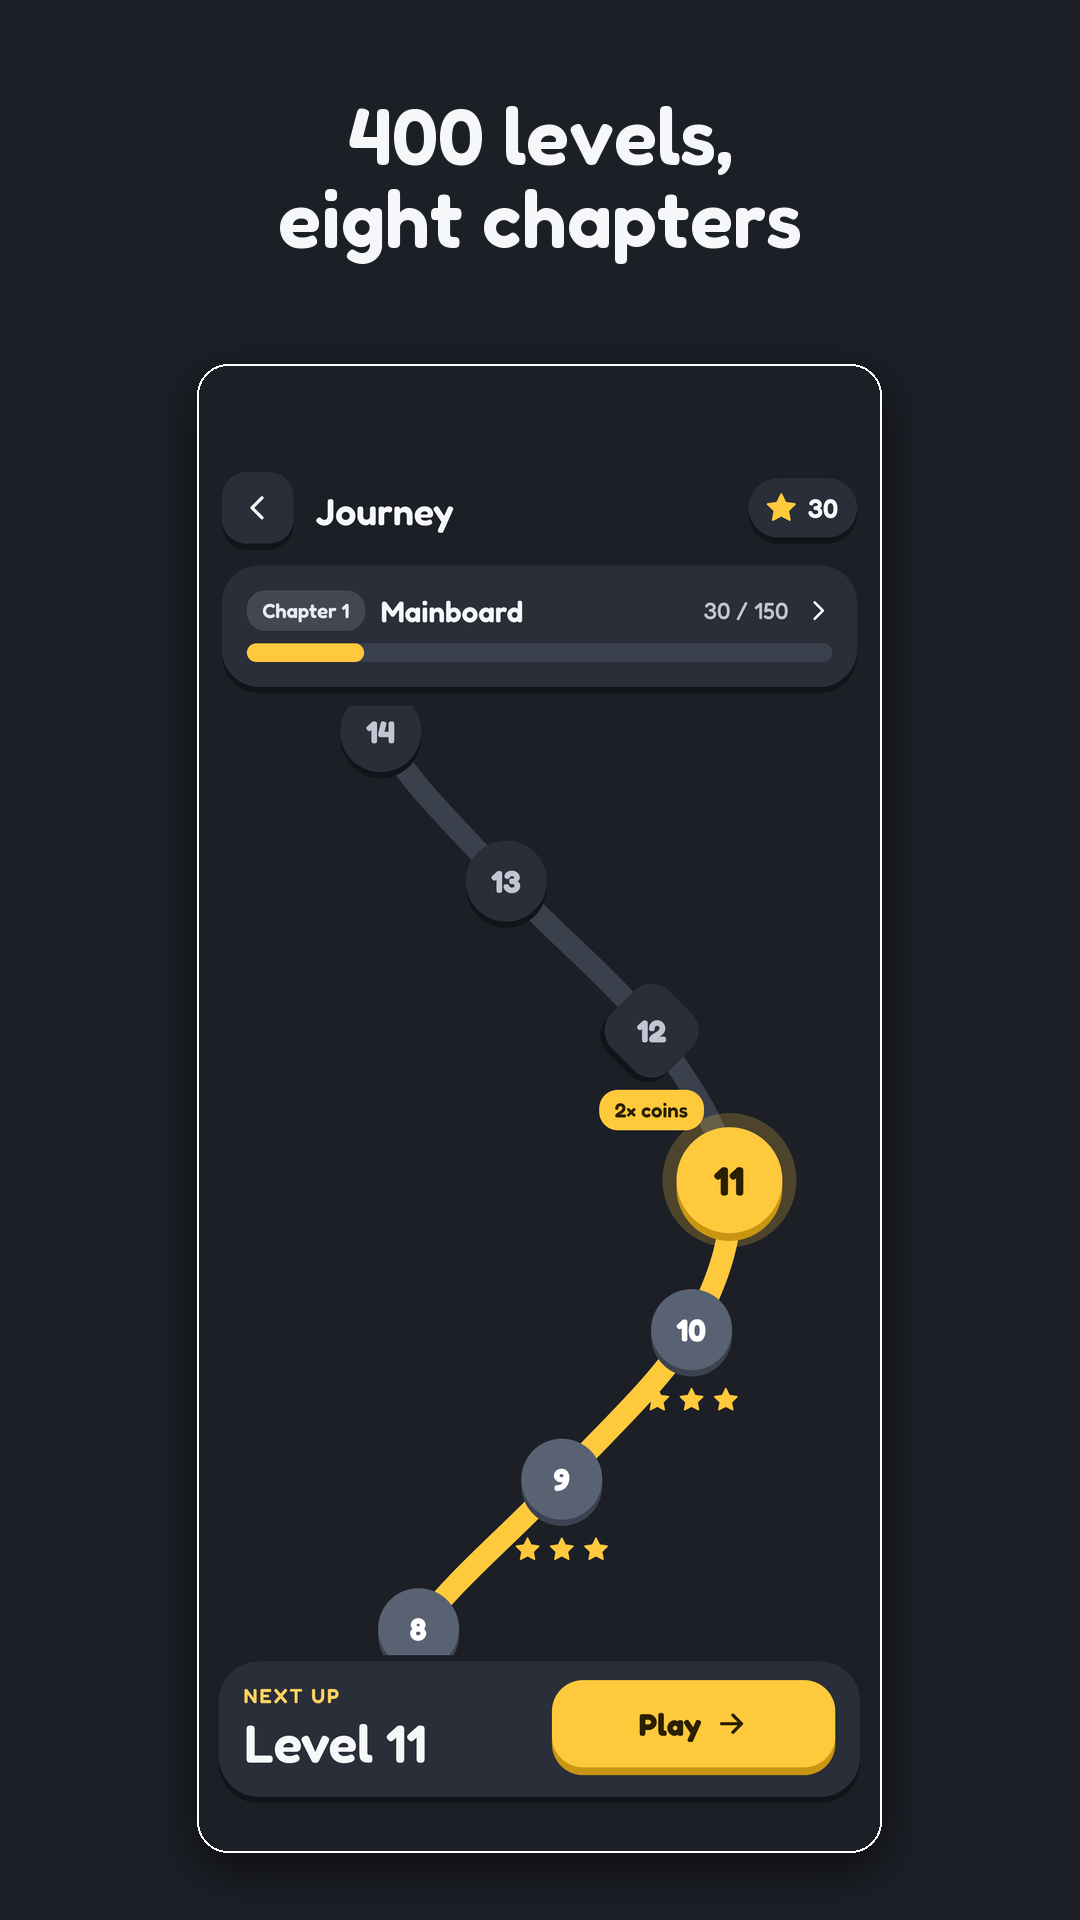 400 levels,
eight chapters
Journey
30
Chapter 1 Mainboard 30 / 150
14
13
12
2x coins
11
10
9
8
NEXT UP
Level 11
Play